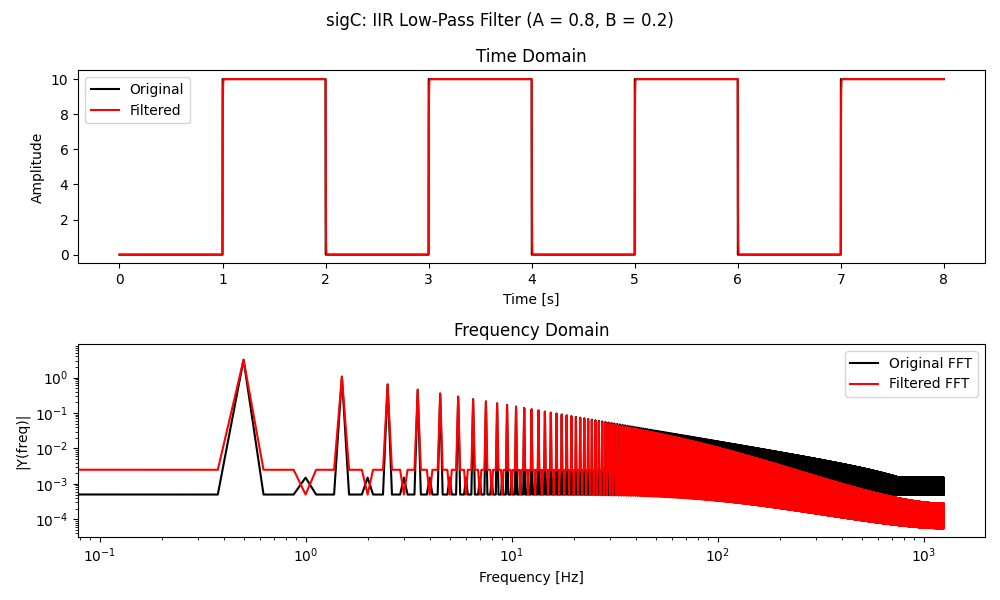 sigC: IIR Low-Pass Filter (A = 0.8, B = 0.2)
Time Domain
Amplitude
10
8
6
4
2
0
Original
Filtered
0 1 2 3 4 5 6 7 8
Time [s]
Frequency Domain
|Y(freq)|
10⁰
10⁻¹
10⁻²
10⁻³
10⁻⁴
Original FFT
Filtered FFT
10⁻¹ 10⁰ 10¹ 10² 10³
Frequency [Hz]